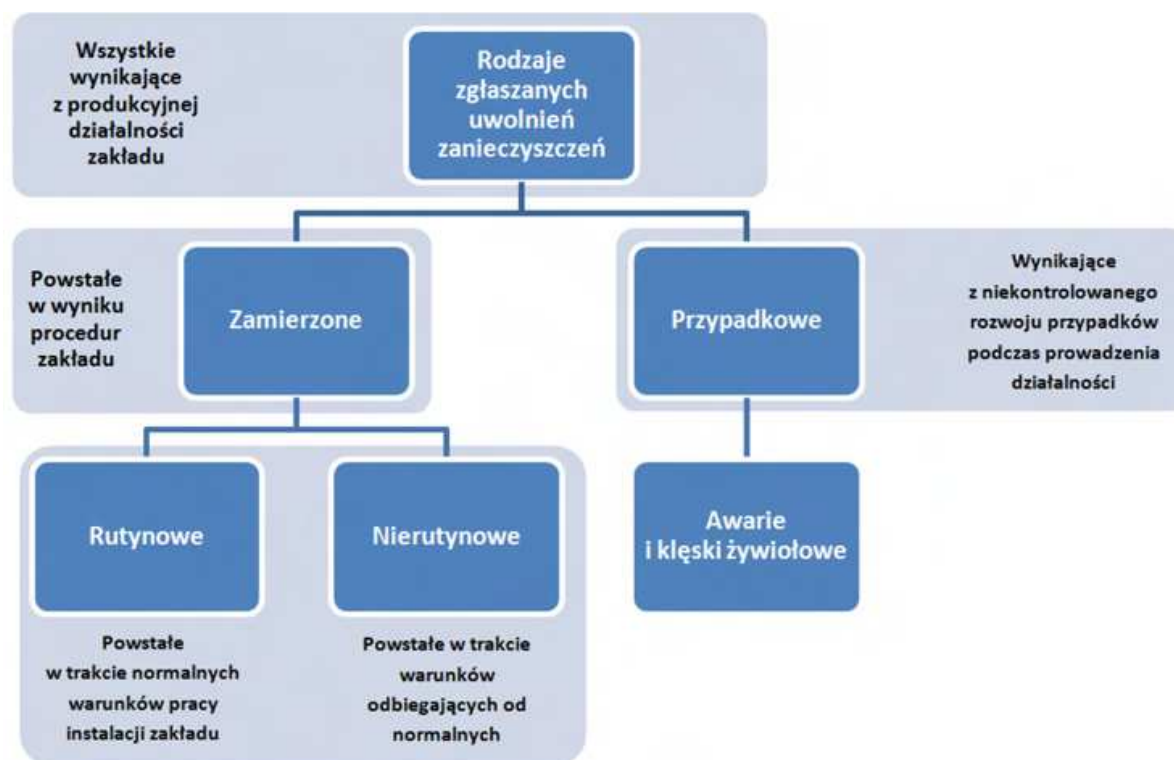 Wszystkie
wynikające
z produkcyjnej
działalności
zakładu
Rodzaje
zgłaszanych
uwolnień
zanieczyszczeń
Powstałe
w wyniku
procedur
zakładu
Zamierzone
Przypadkowe
Wynikające
z niekontrolowanego
rozwoju przypadków
podczas prowadzenia
działalności
Rutynowe
Nierutynowe
Awarie
i klęski żywiołowe
Powstałe
w trakcie normalnych
warunków pracy
instalacji zakładu
Powstałe w trakcie
warunków
odbiegających od
normalnych